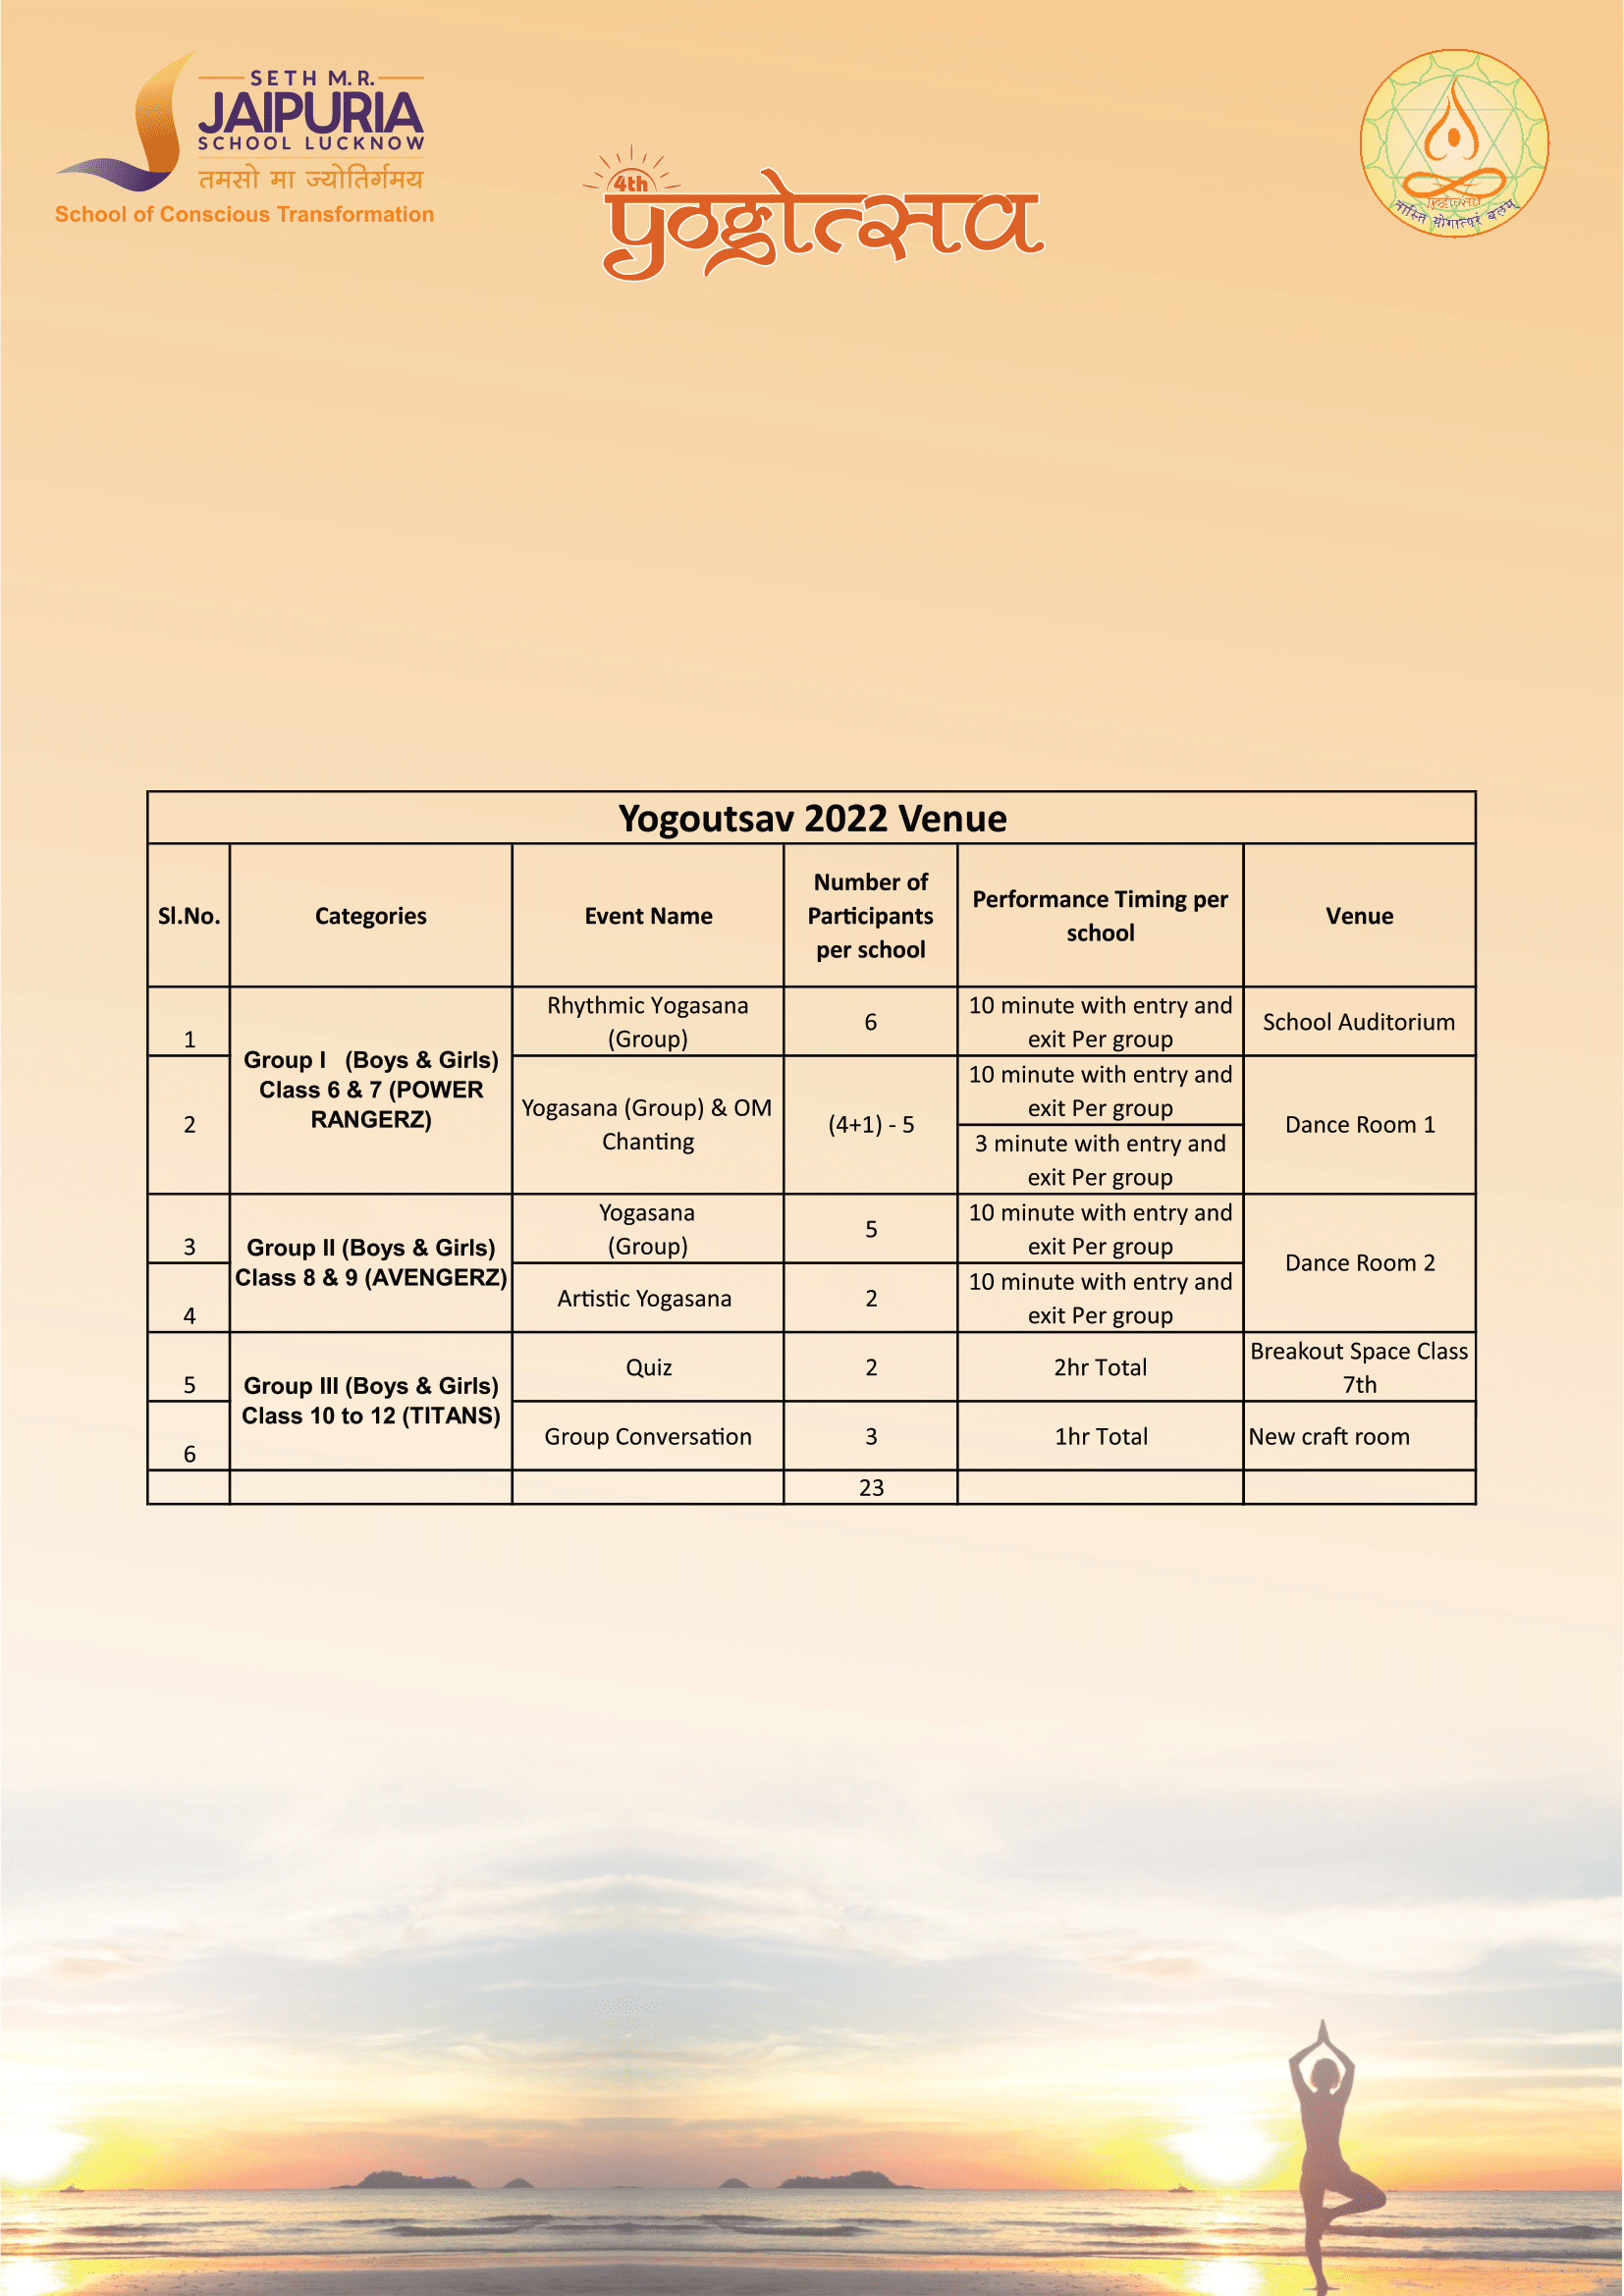 SETH M.R.
JAIPURIA
SCHOOL LUCKNOW
तमसो मा ज्योतिर्गमय
School of Conscious Transformation
4th
yogोत्सव
yogोत्सव
नास्ति योगात्परं बलम्
Yogoutsav 2022 Venue
Sl.No. Categories Event Name Number of Participants per school Performance Timing per school Venue
1 Group I (Boys & Girls) Class 6 & 7 (POWER RANGERZ) Rhythmic Yogasana (Group) 6 10 minute with entry and exit Per group School Auditorium
2 Yogasana (Group) & OM Chanting (4+1) - 5 10 minute with entry and exit Per group Dance Room 1
3 minute with entry and exit Per group
3 Group II (Boys & Girls) Class 8 & 9 (AVENGERZ) Yogasana (Group) 5 10 minute with entry and exit Per group Dance Room 2
4 Artistic Yogasana 2 10 minute with entry and exit Per group
5 Group III (Boys & Girls) Class 10 to 12 (TITANS) Quiz 2 2hr Total Breakout Space Class 7th
6 Group Conversation 3 1hr Total New craft room
23